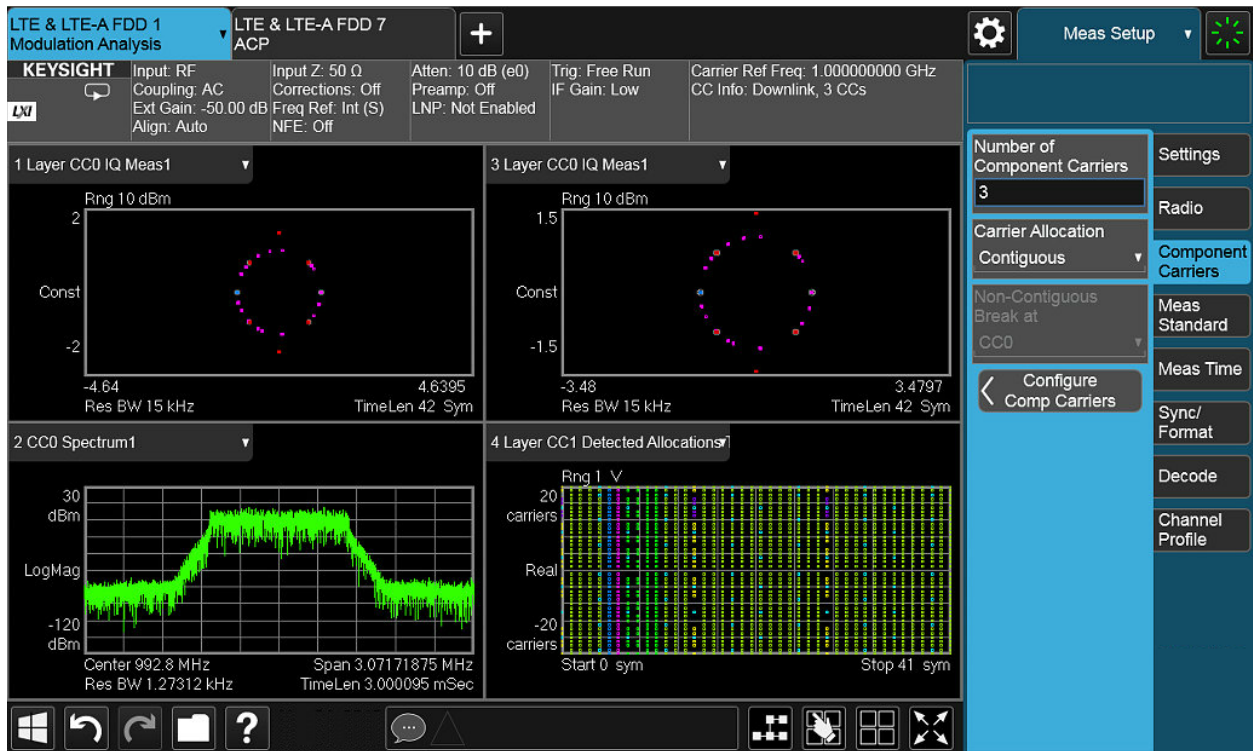 LTE & LTE-A FDD 1
Modulation Analysis
LTE & LTE-A FDD 7
ACP
Meas Setup
KEYSIGHT
LXI
Input: RF
Coupling: AC
Ext Gain: -50.00 dB
Align: Auto
Input Z: 50 Ω
Corrections: Off
Freq Ref: Int (S)
NFE: Off
Atten: 10 dB (e0)
Preamp: Off
LNP: Not Enabled
Trig: Free Run
IF Gain: Low
Carrier Ref Freq: 1.000000000 GHz
CC Info: Downlink, 3 CCs
1 Layer CC0 IQ Meas1
Rng 10 dBm
2
Const
-2
-4.64
4.6395
Res BW 15 kHz
TimeLen 42 Sym
3 Layer CC0 IQ Meas1
Rng 10 dBm
1.5
Const
-1.5
-3.48
3.4797
Res BW 15 kHz
TimeLen 42 Sym
2 CC0 Spectrum1
30
dBm
LogMag
-120
dBm
Center 992.8 MHz
Span 3.07171875 MHz
Res BW 1.27312 kHz
TimeLen 3.000095 mSec
4 Layer CC1 Detected Allocations
Rng 1 V
20
carriers
Real
-20
carriers
Start 0 sym
Stop 41 sym
Number of
Component Carriers
3
Carrier Allocation
Contiguous
Non-Contiguous
Break at
CC0
Configure
Comp Carriers
Settings
Radio
Component
Carriers
Meas
Standard
Meas Time
Sync/
Format
Decode
Channel
Profile
?